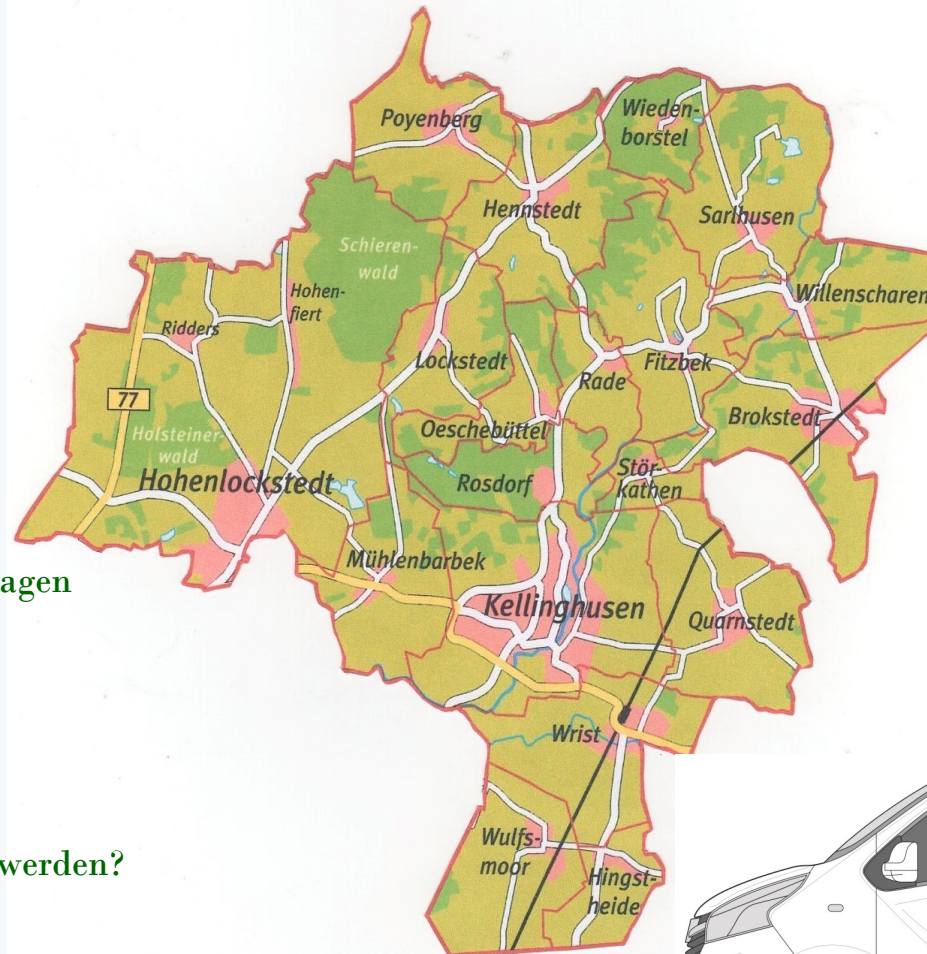 Poyenberg
Wieden-
borstel
Hennstedt
Sarlhusen
Schieren-
wald
Hohen-
fiert
Willenscharen
Ridders
Lockstedt
Fitzbek
Rade
77
Brokstedt
Holsteiner-
wald
Oeschebüttel
Hohenlockstedt
Rosdorf
Stör-
kathen
Mühlenbarbek
agen
Kellinghusen
Quarnstedt
Wrist
Wulfs-
moor
werden?
Hingst-
heide